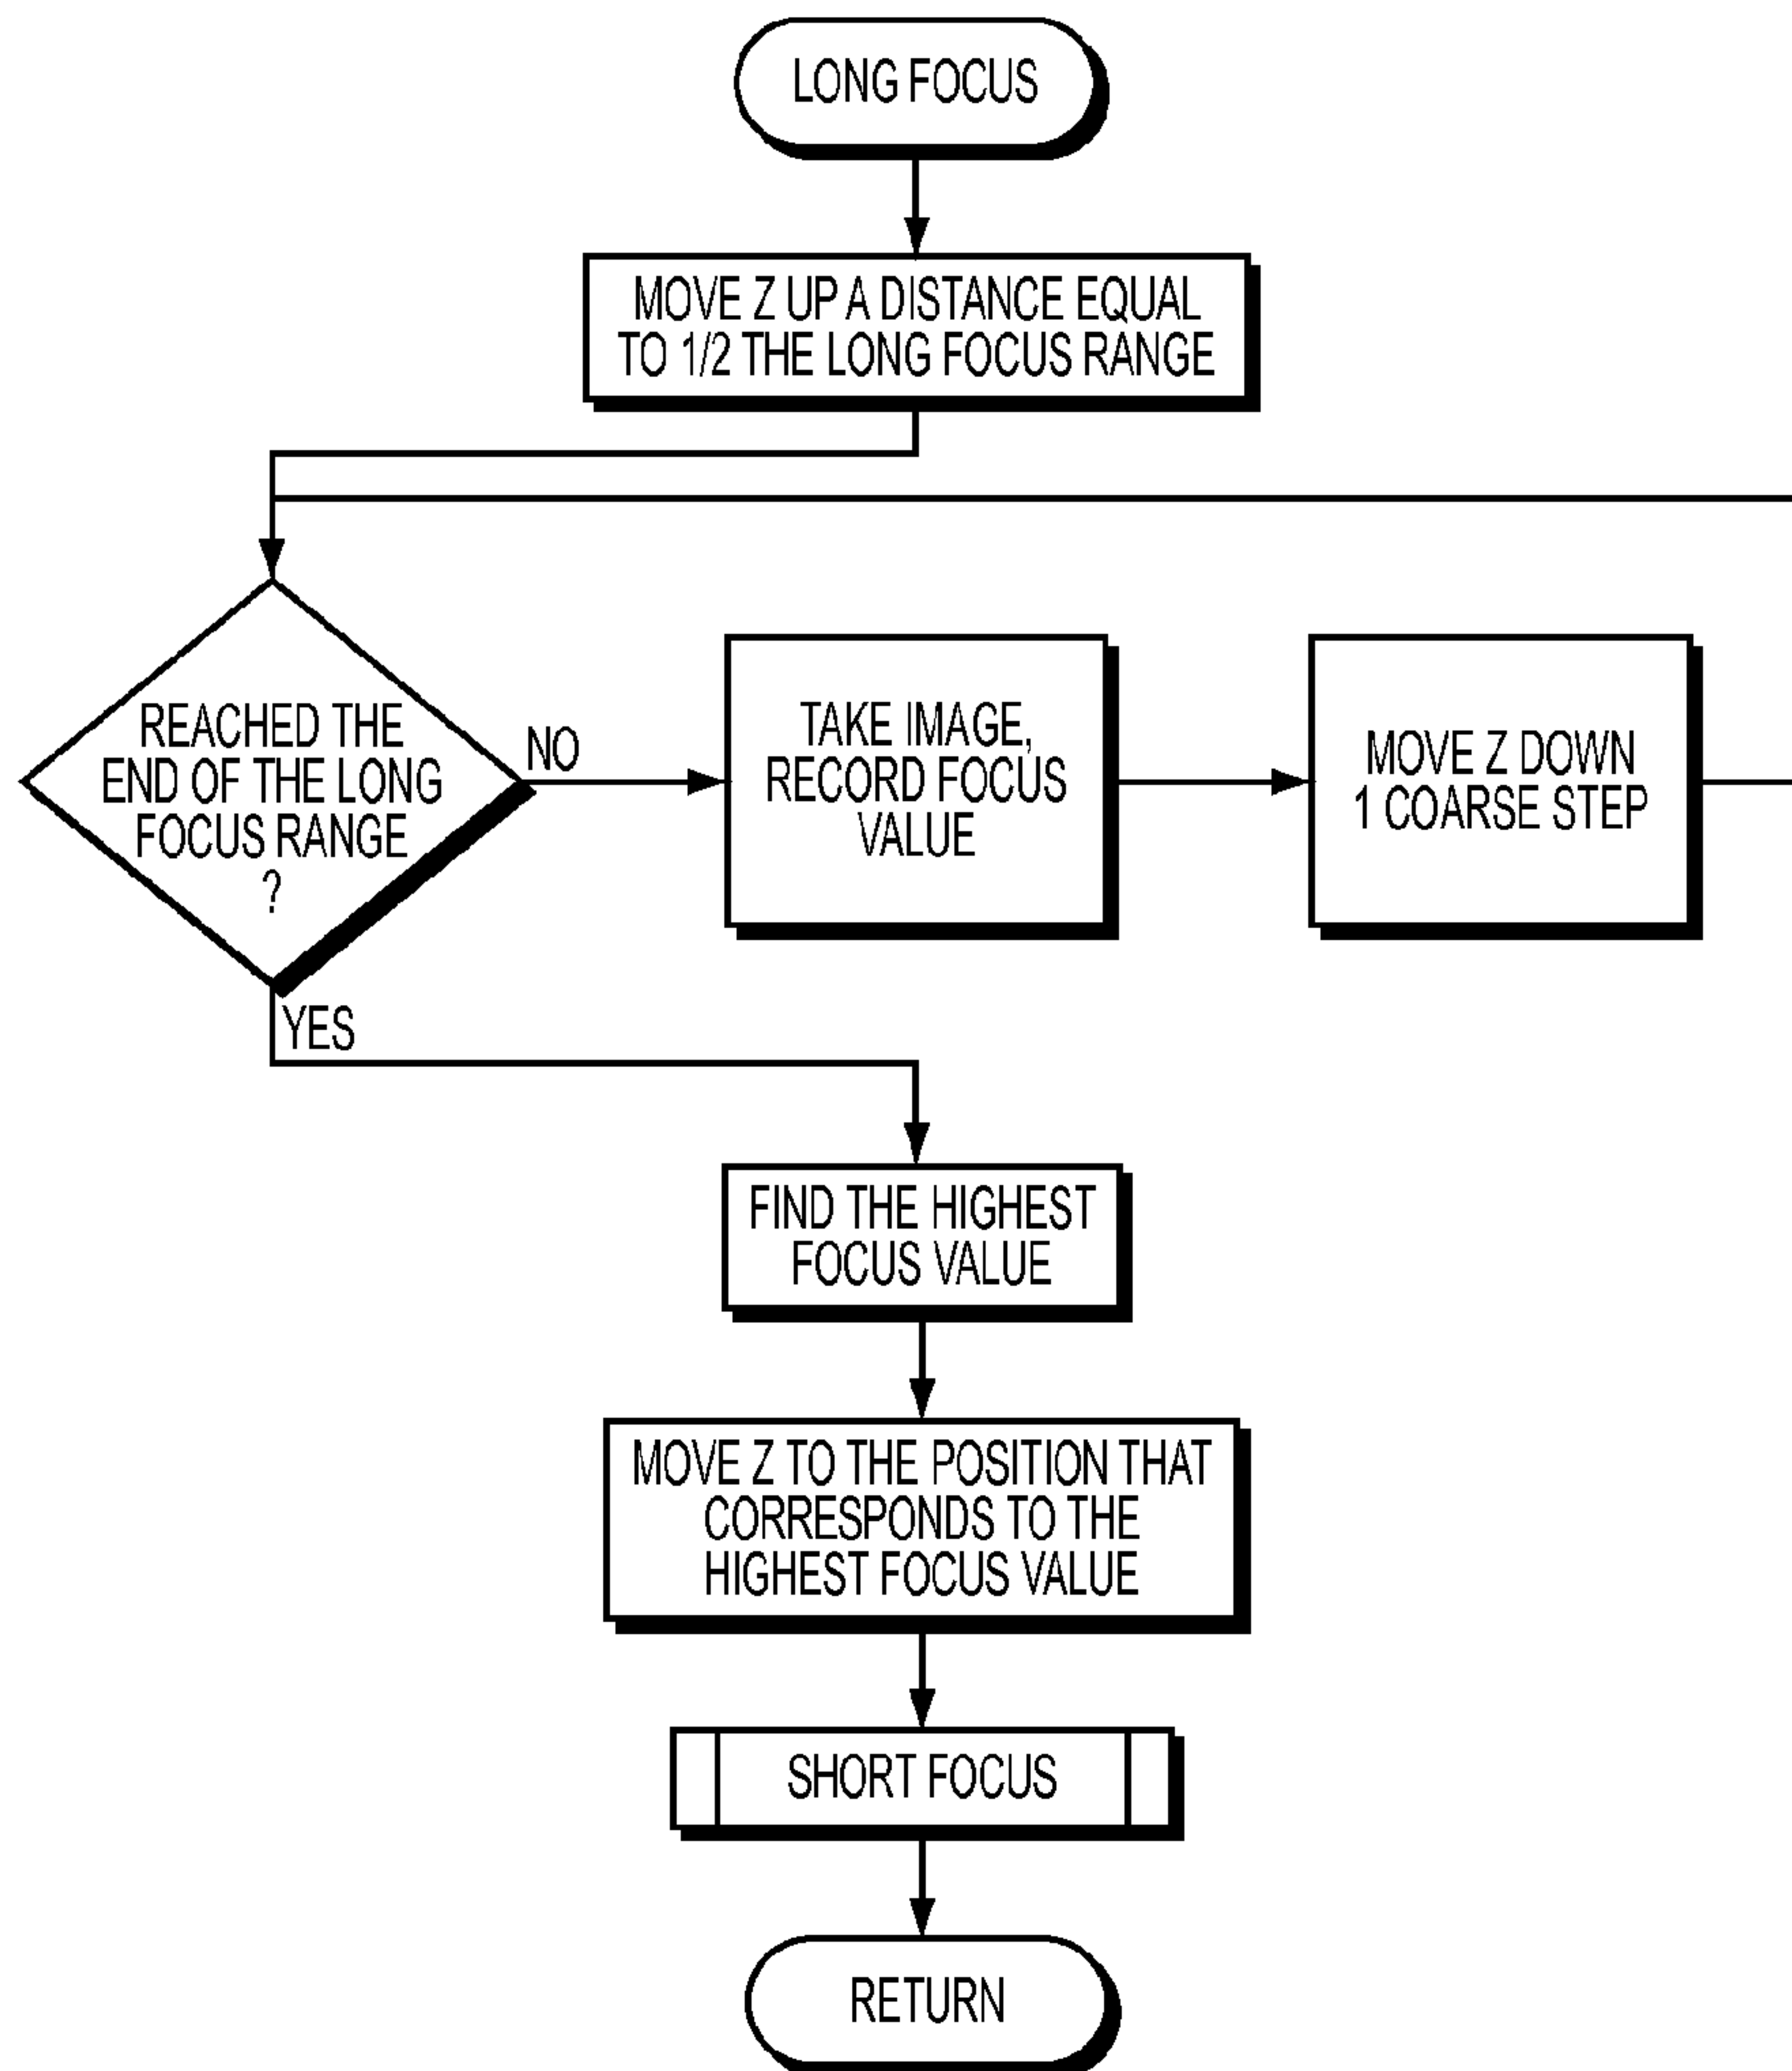 LONG FOCUS
MOVE Z UP A DISTANCE EQUAL
TO 1/2 THE LONG FOCUS RANGE
REACHED THE
END OF THE LONG
FOCUS RANGE
?
NO
TAKE IMAGE,
RECORD FOCUS
VALUE
MOVE Z DOWN
1 COARSE STEP
YES
FIND THE HIGHEST
FOCUS VALUE
MOVE Z TO THE POSITION THAT
CORRESPONDS TO THE
HIGHEST FOCUS VALUE
SHORT FOCUS
RETURN